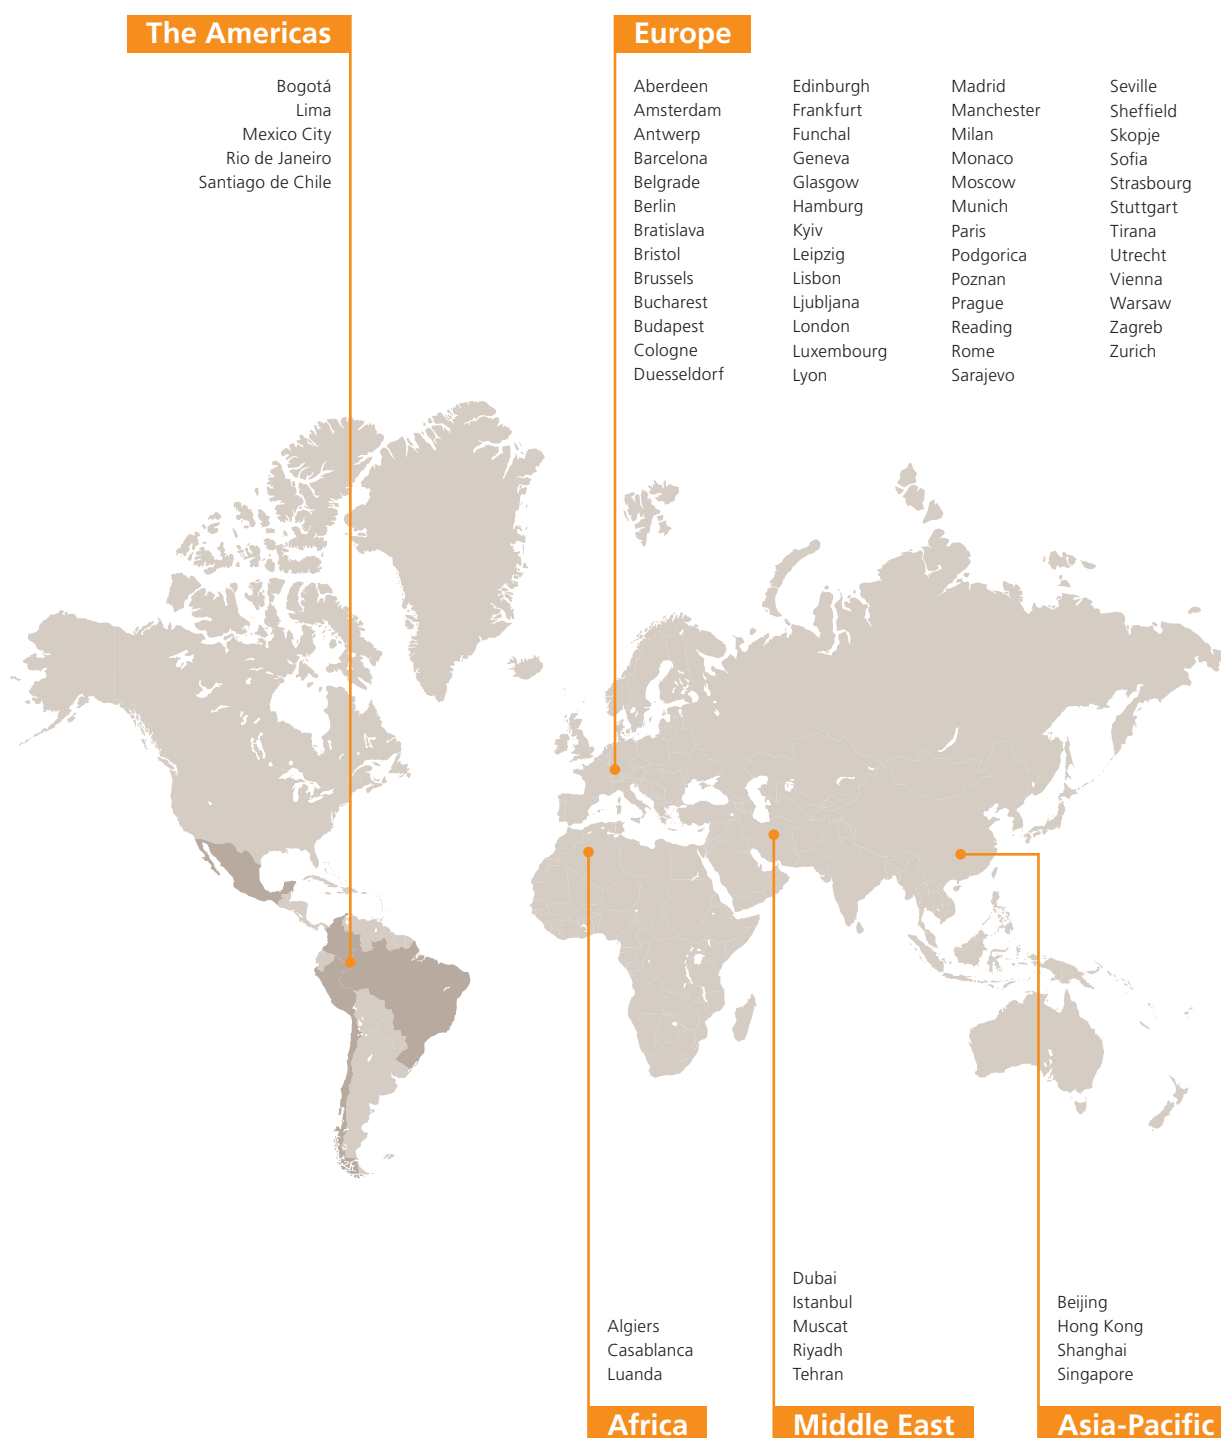 The Americas
Bogotá
Lima
Mexico City
Rio de Janeiro
Santiago de Chile
Europe
Aberdeen
Amsterdam
Antwerp
Barcelona
Belgrade
Berlin
Bratislava
Bristol
Brussels
Bucharest
Budapest
Cologne
Duesseldorf
Edinburgh
Frankfurt
Funchal
Geneva
Glasgow
Hamburg
Kyiv
Leipzig
Lisbon
Ljubljana
London
Luxembourg
Lyon
Madrid
Manchester
Milan
Monaco
Moscow
Munich
Paris
Podgorica
Poznan
Prague
Reading
Rome
Sarajevo
Seville
Sheffield
Skopje
Sofia
Strasbourg
Stuttgart
Tirana
Utrecht
Vienna
Warsaw
Zagreb
Zurich
Algiers
Casablanca
Luanda
Africa
Dubai
Istanbul
Muscat
Riyadh
Tehran
Middle East
Beijing
Hong Kong
Shanghai
Singapore
Asia-Pacific